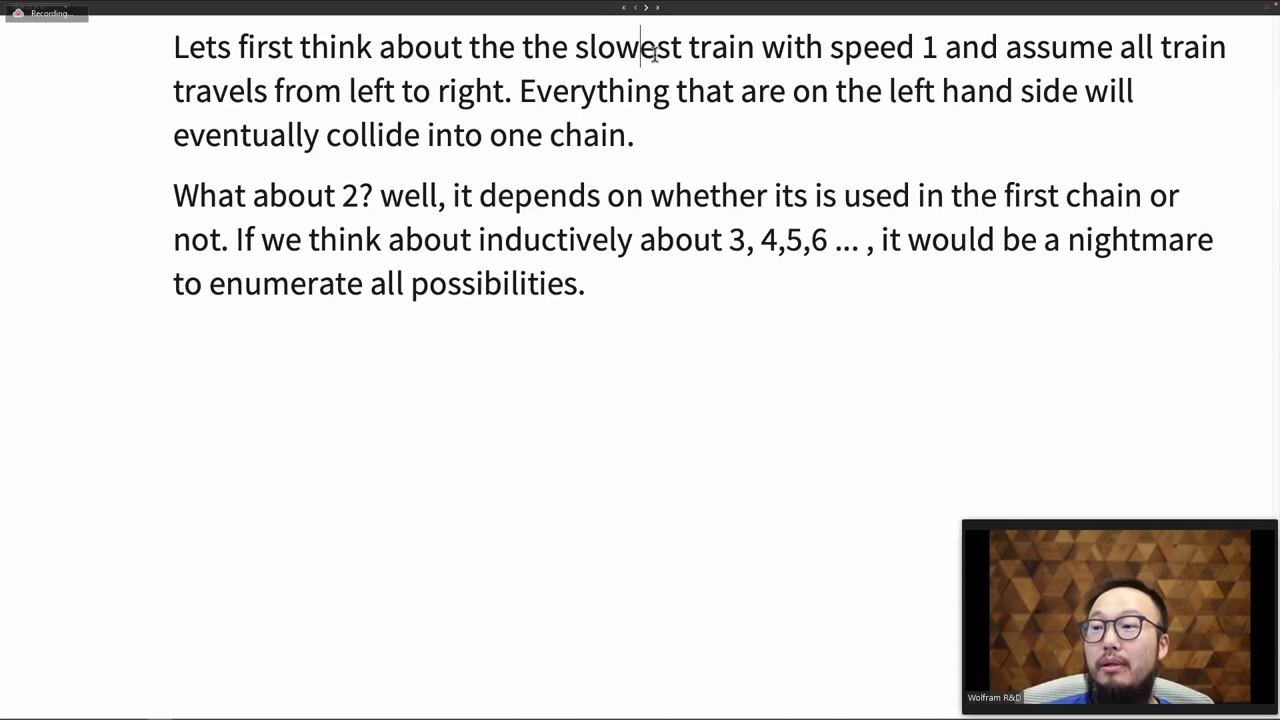 Recording...
Lets first think about the the slowest train with speed 1 and assume all train
travels from left to right. Everything that are on the left hand side will
eventually collide into one chain.
What about 2? well, it depends on whether its is used in the first chain or
not. If we think about inductively about 3, 4,5,6 ... , it would be a nightmare
to enumerate all possibilities.
Wolfram R&D